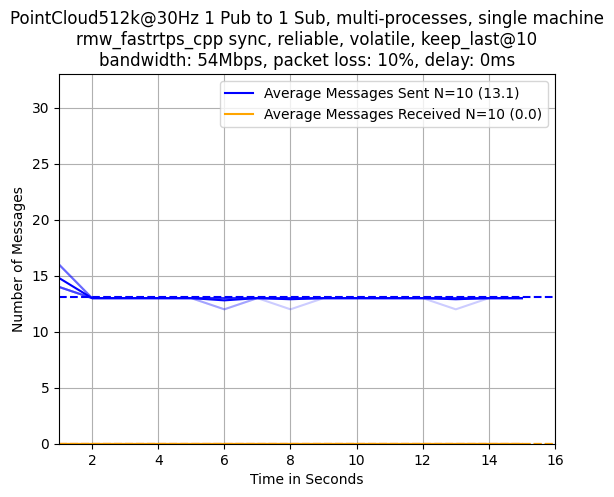 PointCloud512k@30Hz 1 Pub to 1 Sub, multi-processes, single machine
rmw_fastrtps_cpp sync, reliable, volatile, keep_last@10
bandwidth: 54Mbps, packet loss: 10%, delay: 0ms
Average Messages Sent N=10 (13.1)
Average Messages Received N=10 (0.0)
Number of Messages
30
25
20
15
10
5
0
2 4 6 8 10 12 14 16
Time in Seconds